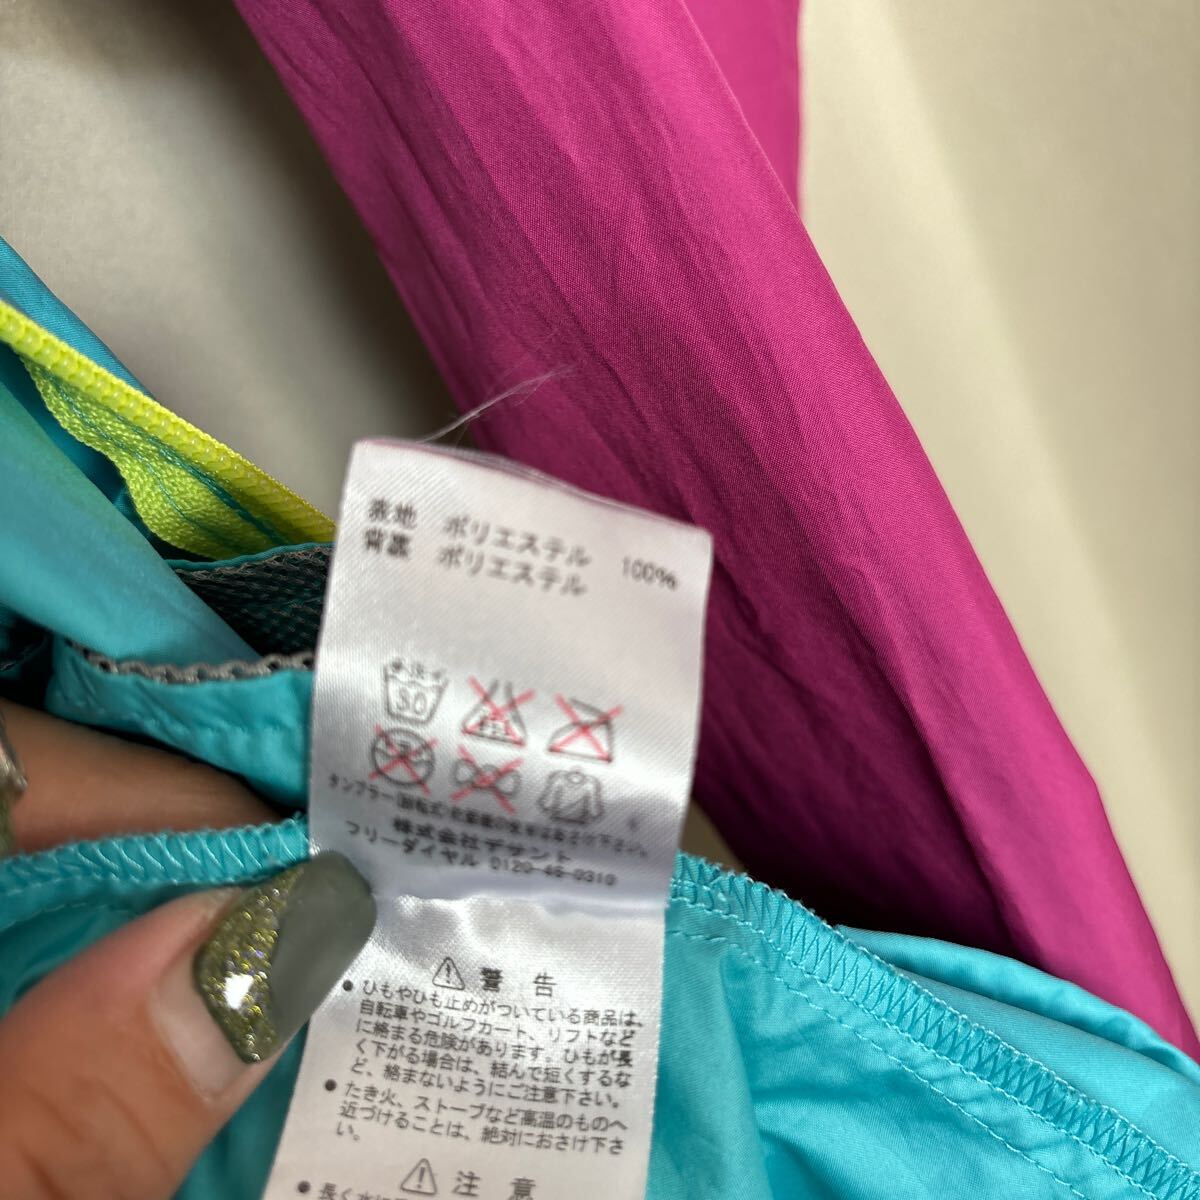 表地 ポリエステル 100%
背裏 ポリエステル
30
株式会社デサント
フリーダイヤル 0120-46-0310
⚠ 警告
● ひもやひも止めがついている商品は、
自転車やゴルフカート、リフトなど
に絡まる危険があります。ひもが長
く下がる場合は、結んで短くするな
ど、絡まないようにご注意下さい。
● たき火、ストーブなど高温のものへ
近づけることは、絶対におさけ下さ
い。
⚠ 注意
● 長く水に